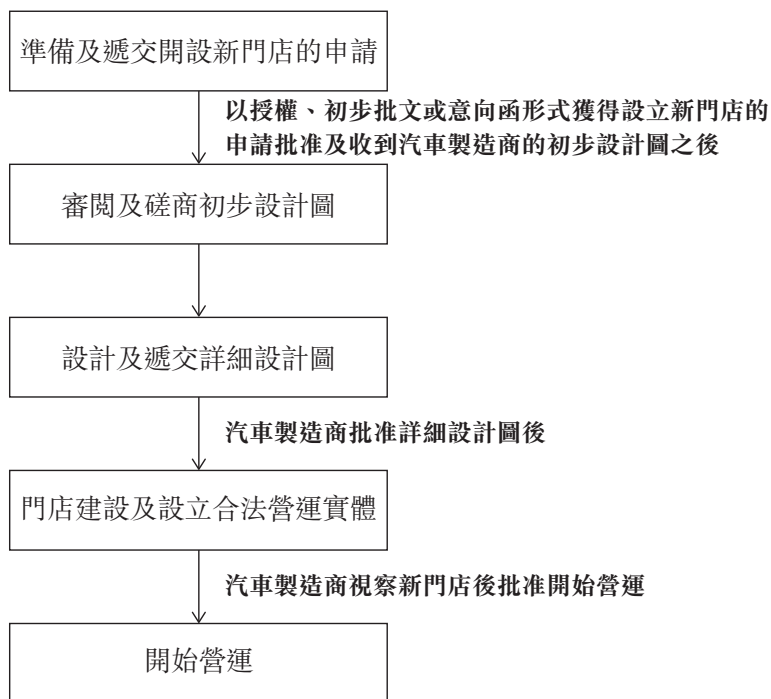 準備及遞交開設新門店的申請
以授權、初步批文或意向函形式獲得設立新門店的
申請批准及收到汽車製造商的初步設計圖之後
審閱及磋商初步設計圖
設計及遞交詳細設計圖
汽車製造商批准詳細設計圖後
門店建設及設立合法營運實體
汽車製造商視察新門店後批准開始營運
開始營運